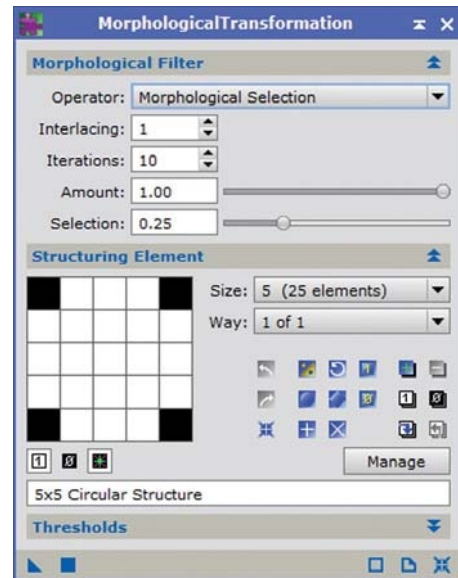 MorphologicalTransformation
Morphological Filter
Operator: Morphological Selection
Interlacing: 1
Iterations: 10
Amount: 1.00
Selection: 0.25
Structuring Element
Size: 5 (25 elements)
Way: 1 of 1
Manage
5x5 Circular Structure
Thresholds